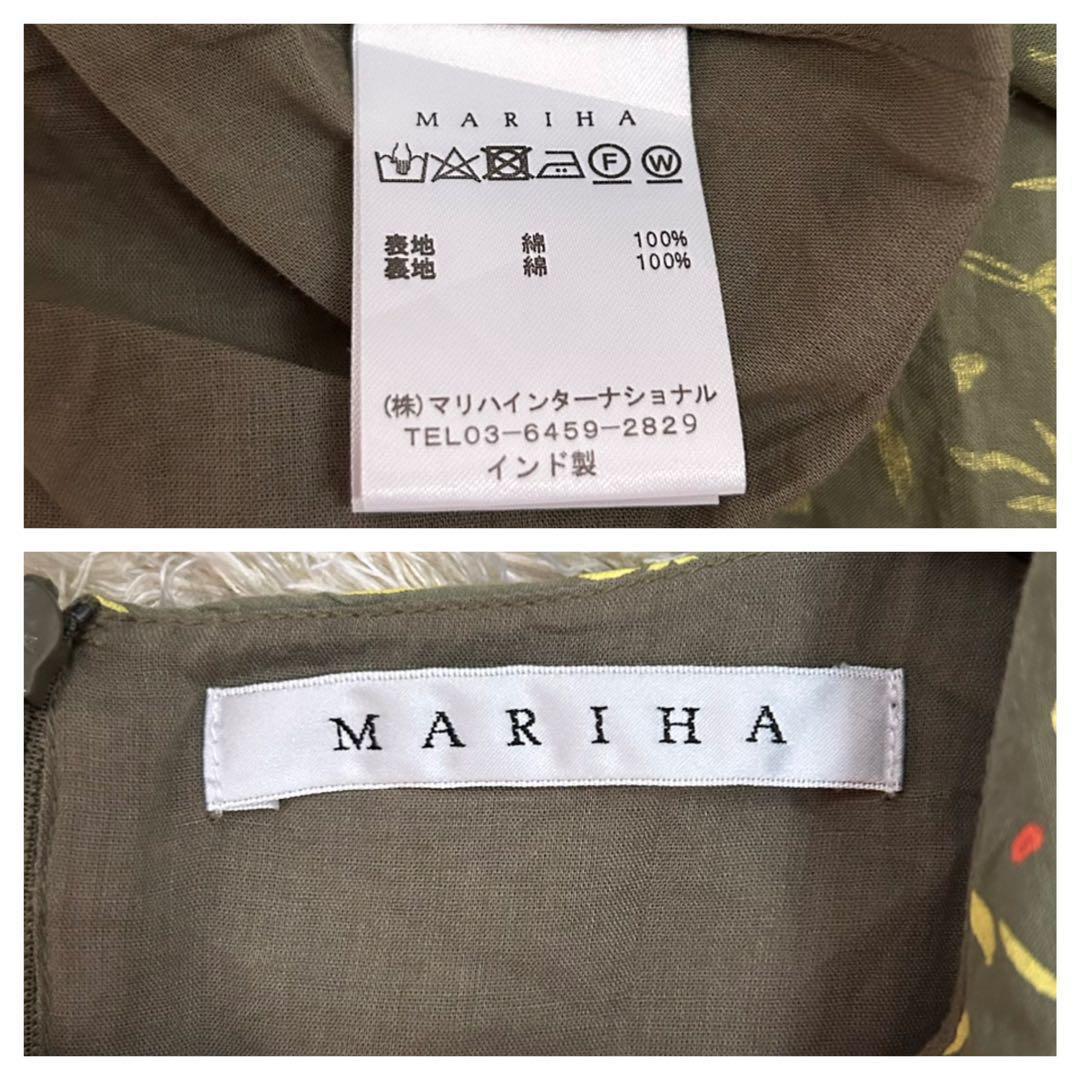 MARIHA
F W
表地 綿 100%
裏地 綿 100%
(株)マリハインターナショナル
TEL03-6459-2829
インド製
MARIHA